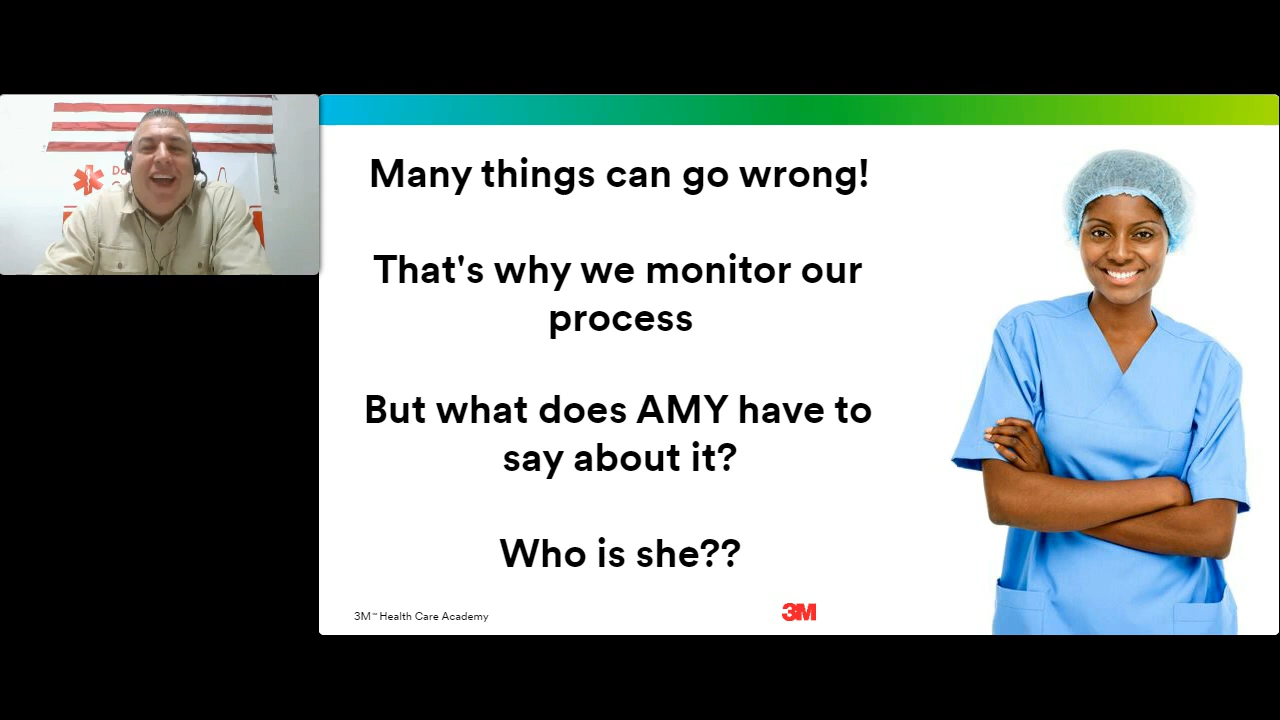 Many things can go wrong!
That's why we monitor our
process
But what does AMY have to
say about it?
Who is she??
3M™ Health Care Academy
3M